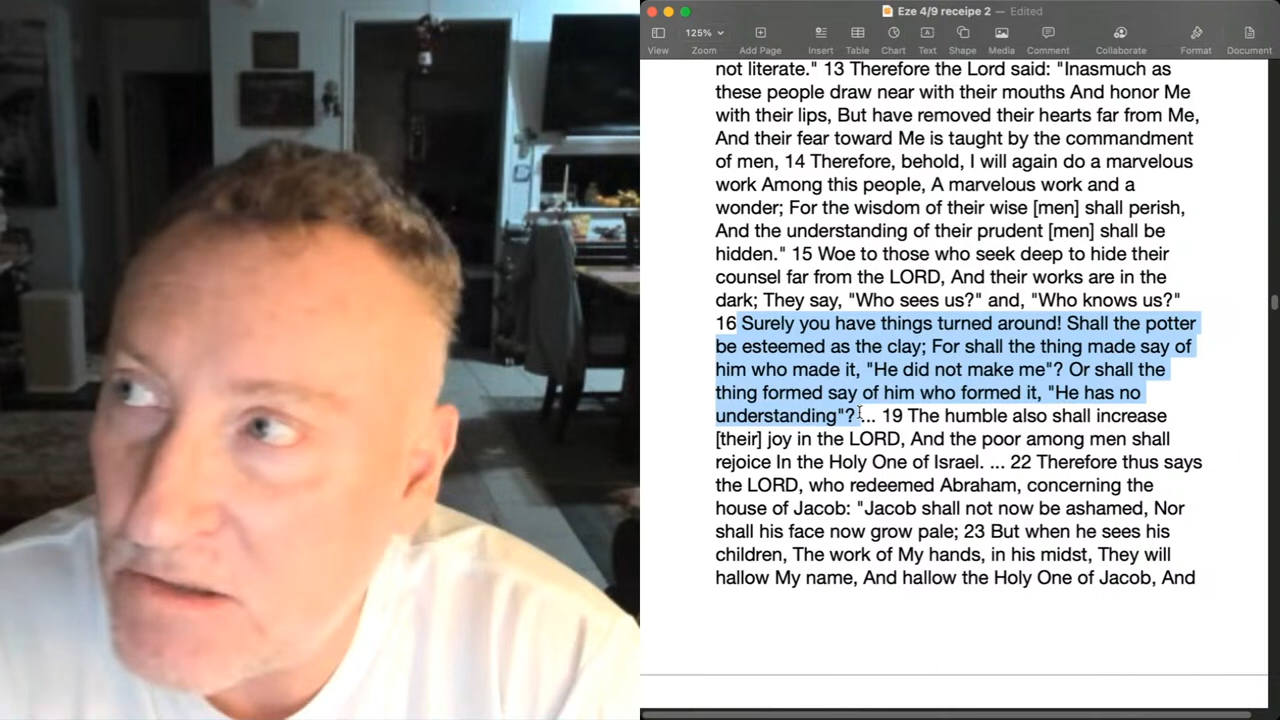 Eze 4/9 receipe 2 — Edited
125%
View Zoom Add Page Insert Table Chart Text Shape Media Comment Collaborate Format Document
not literate." 13 Therefore the Lord said: "Inasmuch as
these people draw near with their mouths And honor Me
with their lips, But have removed their hearts far from Me,
And their fear toward Me is taught by the commandment
of men, 14 Therefore, behold, I will again do a marvelous
work Among this people, A marvelous work and a
wonder; For the wisdom of their wise [men] shall perish,
And the understanding of their prudent [men] shall be
hidden." 15 Woe to those who seek deep to hide their
counsel far from the LORD, And their works are in the
dark; They say, "Who sees us?" and, "Who knows us?"
16 Surely you have things turned around! Shall the potter
be esteemed as the clay; For shall the thing made say of
him who made it, "He did not make me"? Or shall the
thing formed say of him who formed it, "He has no
understanding"? ... 19 The humble also shall increase
[their] joy in the LORD, And the poor among men shall
rejoice In the Holy One of Israel. ... 22 Therefore thus says
the LORD, who redeemed Abraham, concerning the
house of Jacob: "Jacob shall not now be ashamed, Nor
shall his face now grow pale; 23 But when he sees his
children, The work of My hands, in his midst, They will
hallow My name, And hallow the Holy One of Jacob, And